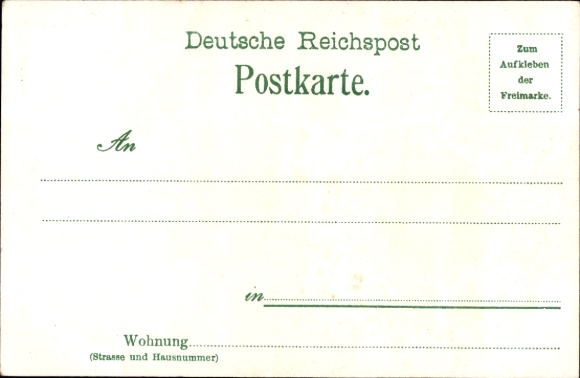 Deutsche Reichspost
Postkarte.
Zum
Aufkleben
der
Freimarke.
An
in
Wohnung
(Strasse und Hausnummer)